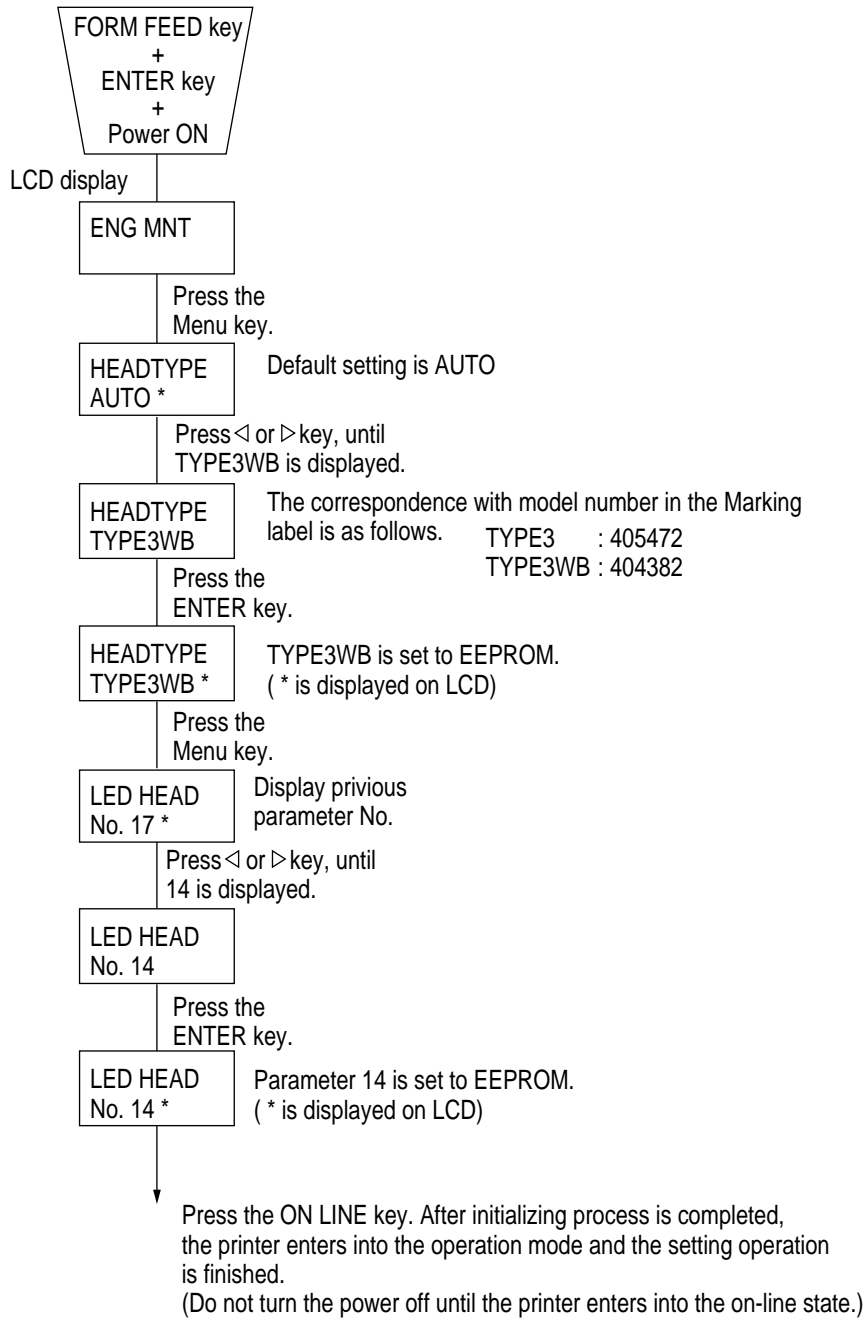 FORM FEED key
+
ENTER key
+
Power ON
LCD display
ENG MNT
Press the
Menu key.
HEADTYPE
AUTO *
Default setting is AUTO
Press ◁ or ▷ key, until
TYPE3WB is displayed.
HEADTYPE
TYPE3WB
The correspondence with model number in the Marking
label is as follows.
TYPE3 : 405472
TYPE3WB : 404382
Press the
ENTER key.
HEADTYPE
TYPE3WB *
TYPE3WB is set to EEPROM.
( * is displayed on LCD)
Press the
Menu key.
LED HEAD
No. 17 *
Display privious
parameter No.
Press ◁ or ▷ key, until
14 is displayed.
LED HEAD
No. 14
Press the
ENTER key.
LED HEAD
No. 14 *
Parameter 14 is set to EEPROM.
( * is displayed on LCD)
Press the ON LINE key. After initializing process is completed,
the printer enters into the operation mode and the setting operation
is finished.
(Do not turn the power off until the printer enters into the on-line state.)